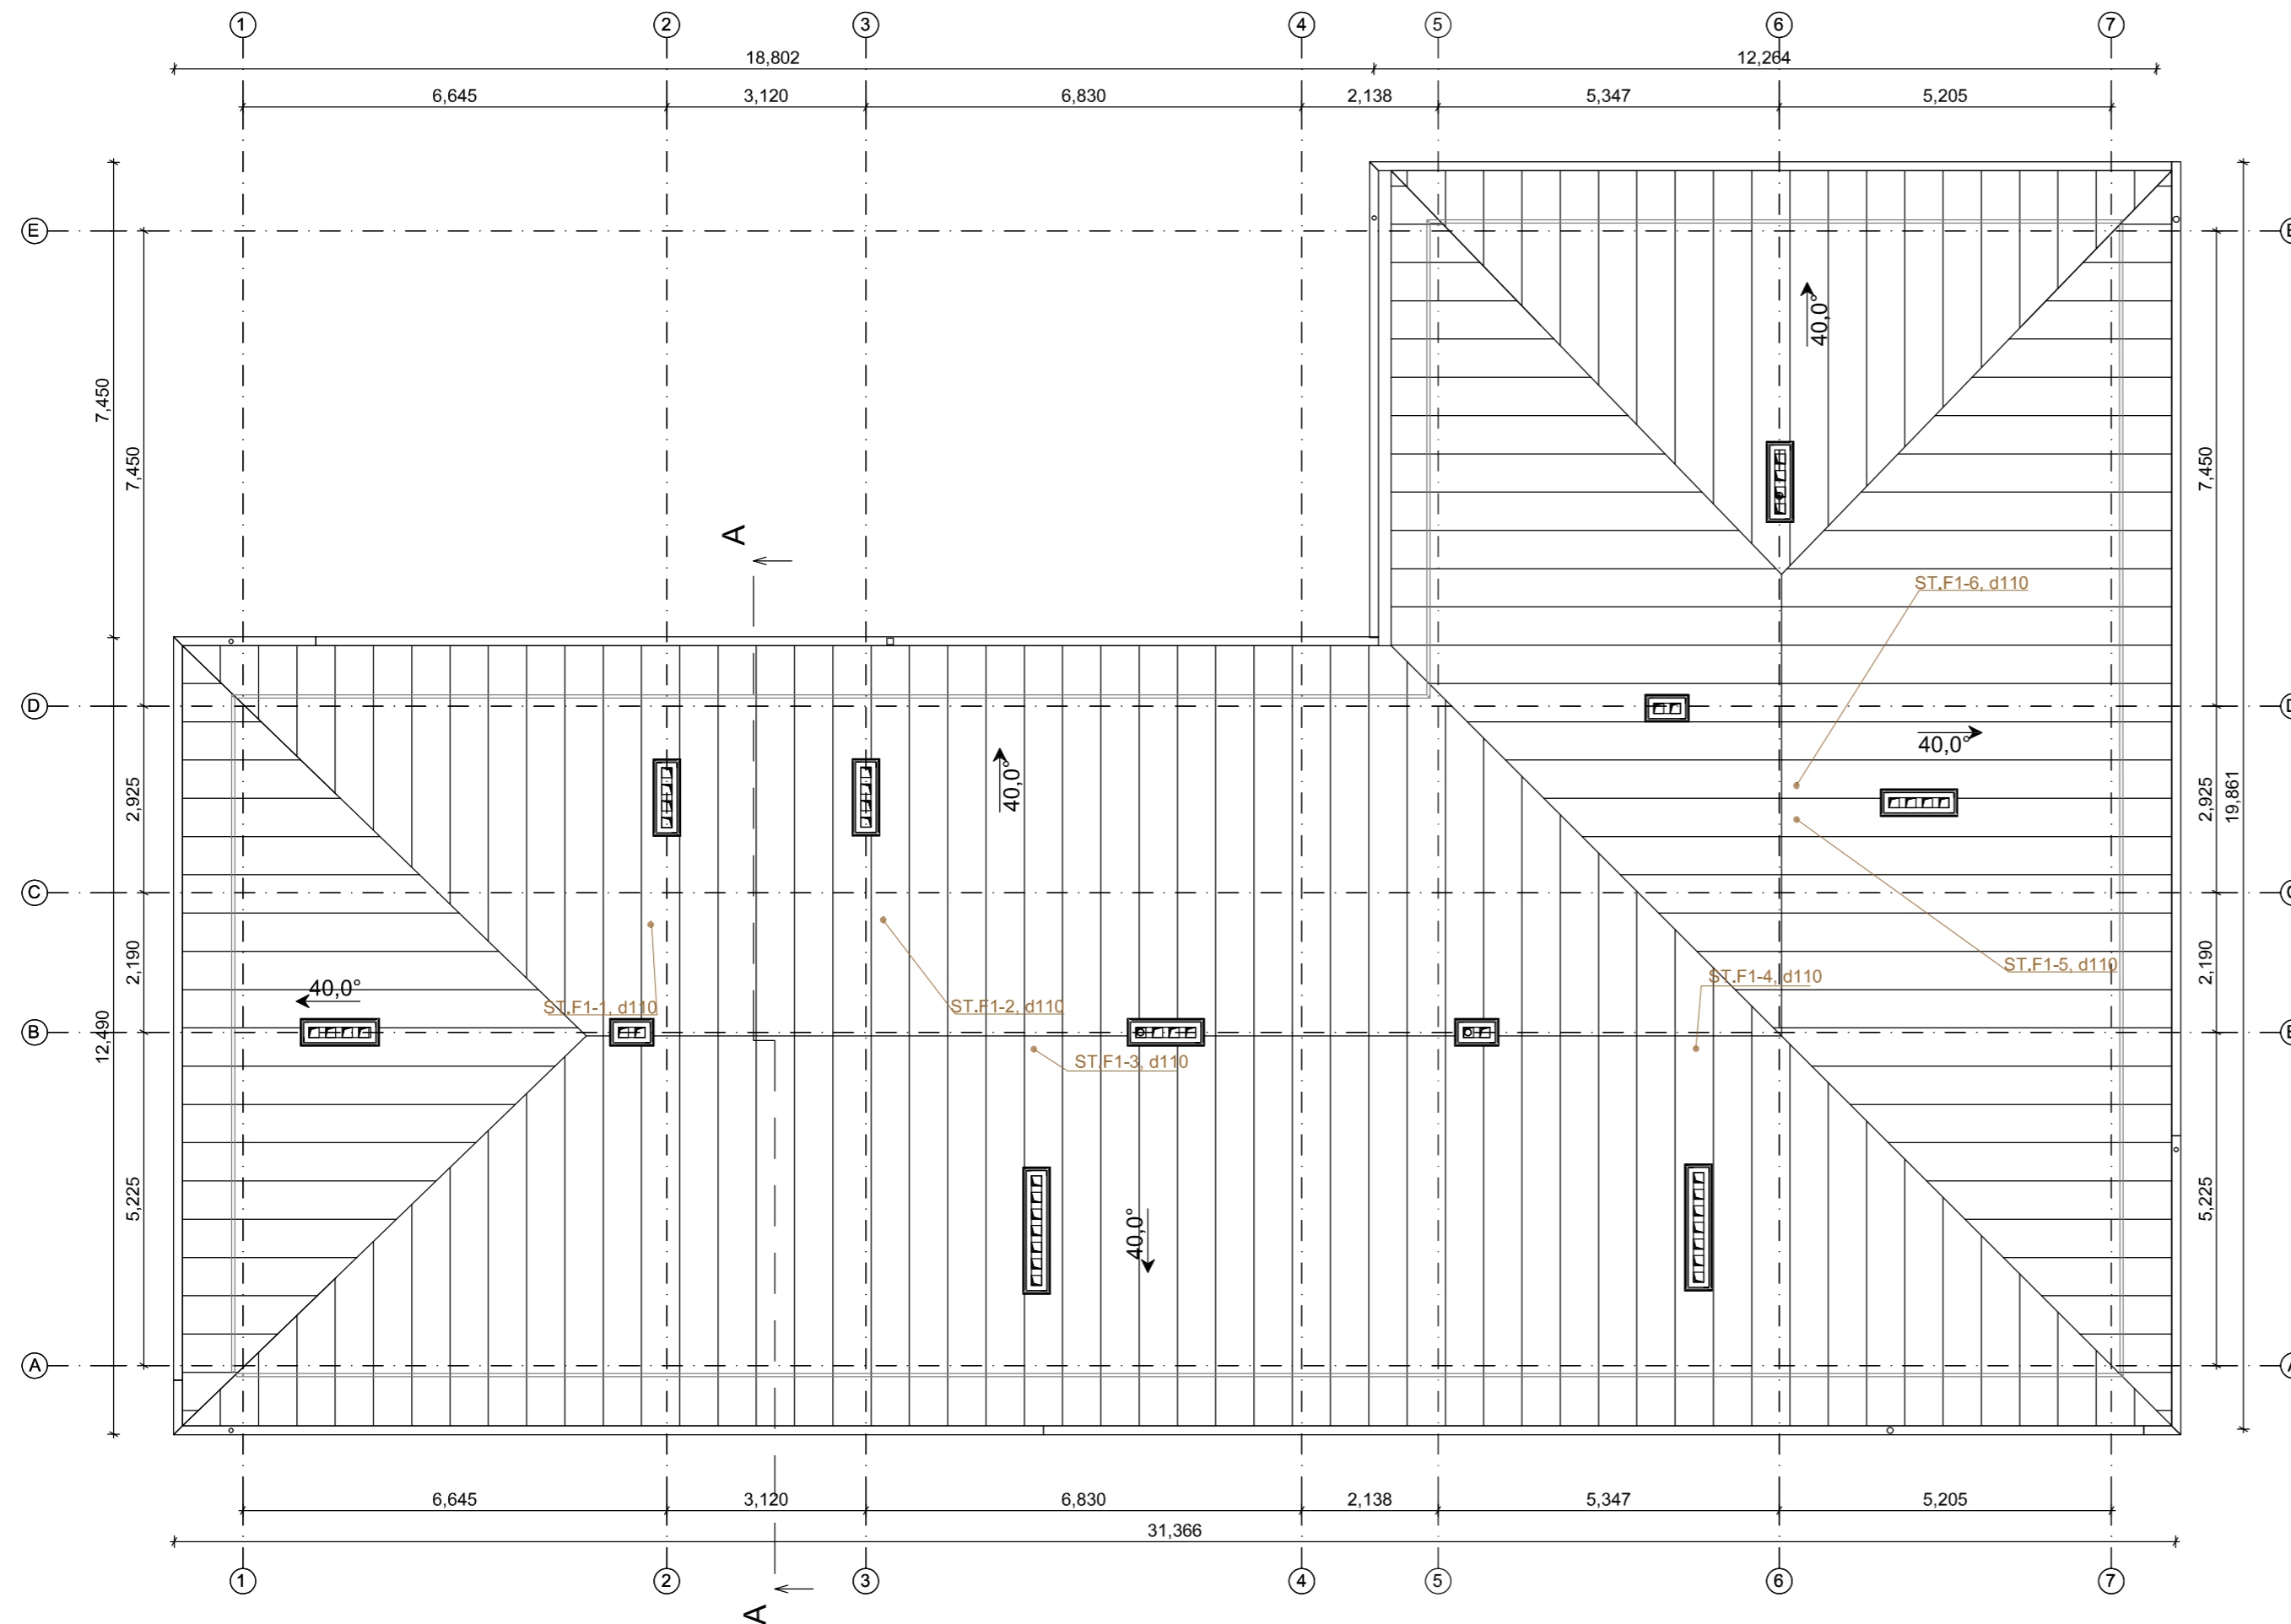 1 2 3 4 5 6 7
18,802 12,264
6,645 3,120 6,830 2,138 5,347 5,205
E
7,450 7,450 40,0° 7,450
A
ST.F1-6, d110
D D
40,0°
2,925 40,0° 2,925 19,861
C
2,190 ST.F1-5, d110 2,190
ST.F1-4, d110
40,0°
ST.F1-1, d110 ST.F1-2, d110
B
12,490
ST.F1-3, d110
5,225 40,0° 5,225
A
6,645 3,120 6,830 2,138 5,347 5,205
31,366
1 2 3 4 5 6 7
A